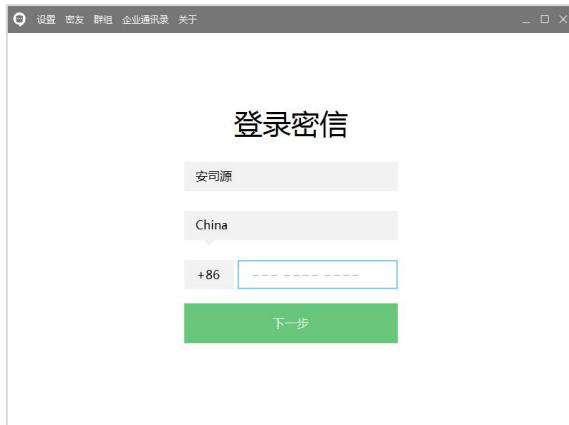 设置 密友 群组 企业通讯录 关于
登录密信
安司源
China
+86 --- ---- ----
下一步